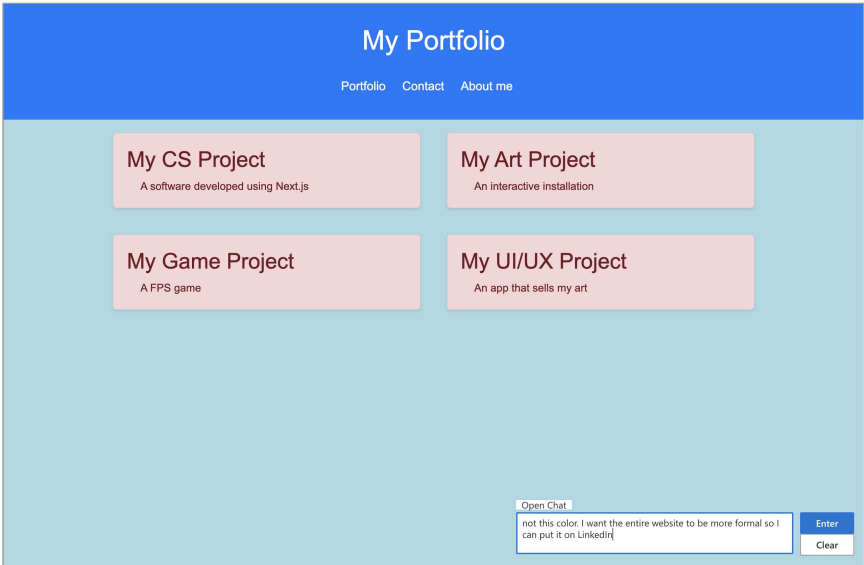 My Portfolio
Portfolio Contact About me
My CS Project
A software developed using Next.js
My Art Project
An interactive installation
My Game Project
A FPS game
My UI/UX Project
An app that sells my art
Open Chat
not this color. I want the entire website to be more formal so I
can put it on LinkedIn
Enter
Clear